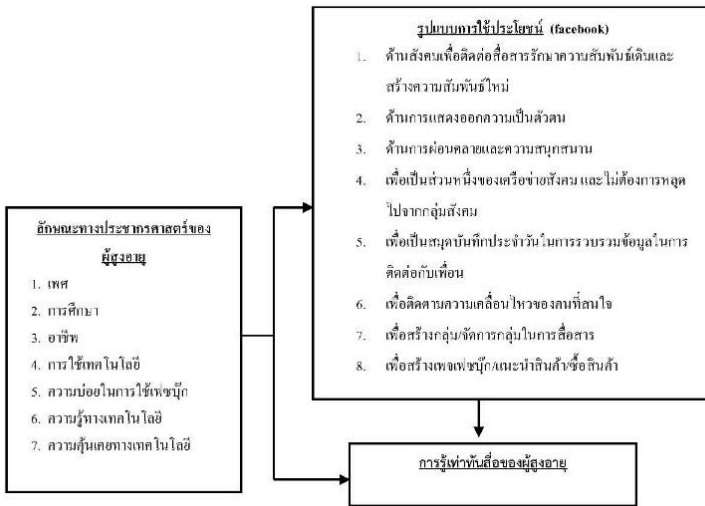 รูปแบบการใช้ประโยชน์ (facebook)
1. ด้านสังคมเพื่อติดต่อสื่อสารรักษาความสัมพันธ์เดิมและ
สร้างความสัมพันธ์ใหม่
2. ด้านการแสดงออกความเป็นตัวตน
3. ด้านการผ่อนคลายและความสนุกสนาน
4. เพื่อเป็นส่วนหนึ่งของเครือข่ายสังคม และไม่ต้องการหลุด
ไปจากกลุ่มสังคม
5. เพื่อเป็นสมุดบันทึกประจำวันในการรวบรวมข้อมูลในการ
ติดต่อกับเพื่อน
6. เพื่อติดตามความเคลื่อนไหวของคนที่สนใจ
7. เพื่อสร้างกลุ่ม/จัดการกลุ่มในการสื่อสาร
8. เพื่อสร้างเพจเฟซบุ๊ก/แนะนำสินค้า/ซื้อสินค้า
ลักษณะทางประชากรศาสตร์ของ
ผู้สูงอายุ
1. เพศ
2. การศึกษา
3. อาชีพ
4. การใช้เทคโนโลยี
5. ความบ่อยในการใช้เฟซบุ๊ก
6. ความรู้ทางเทคโนโลยี
7. ความคุ้นเคยทางเทคโนโลยี
การรู้เท่าทันสื่อของผู้สูงอายุ